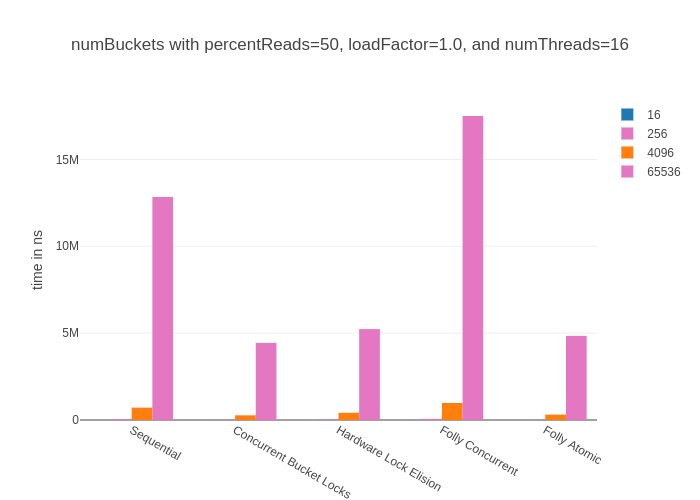 numBuckets with percentReads=50, loadFactor=1.0, and numThreads=16
16
256
4096
65536
15M
10M
5M
0
time in ns
Sequential
Concurrent Bucket Locks
Hardware Lock Elision
Folly Concurrent
Folly Atomic